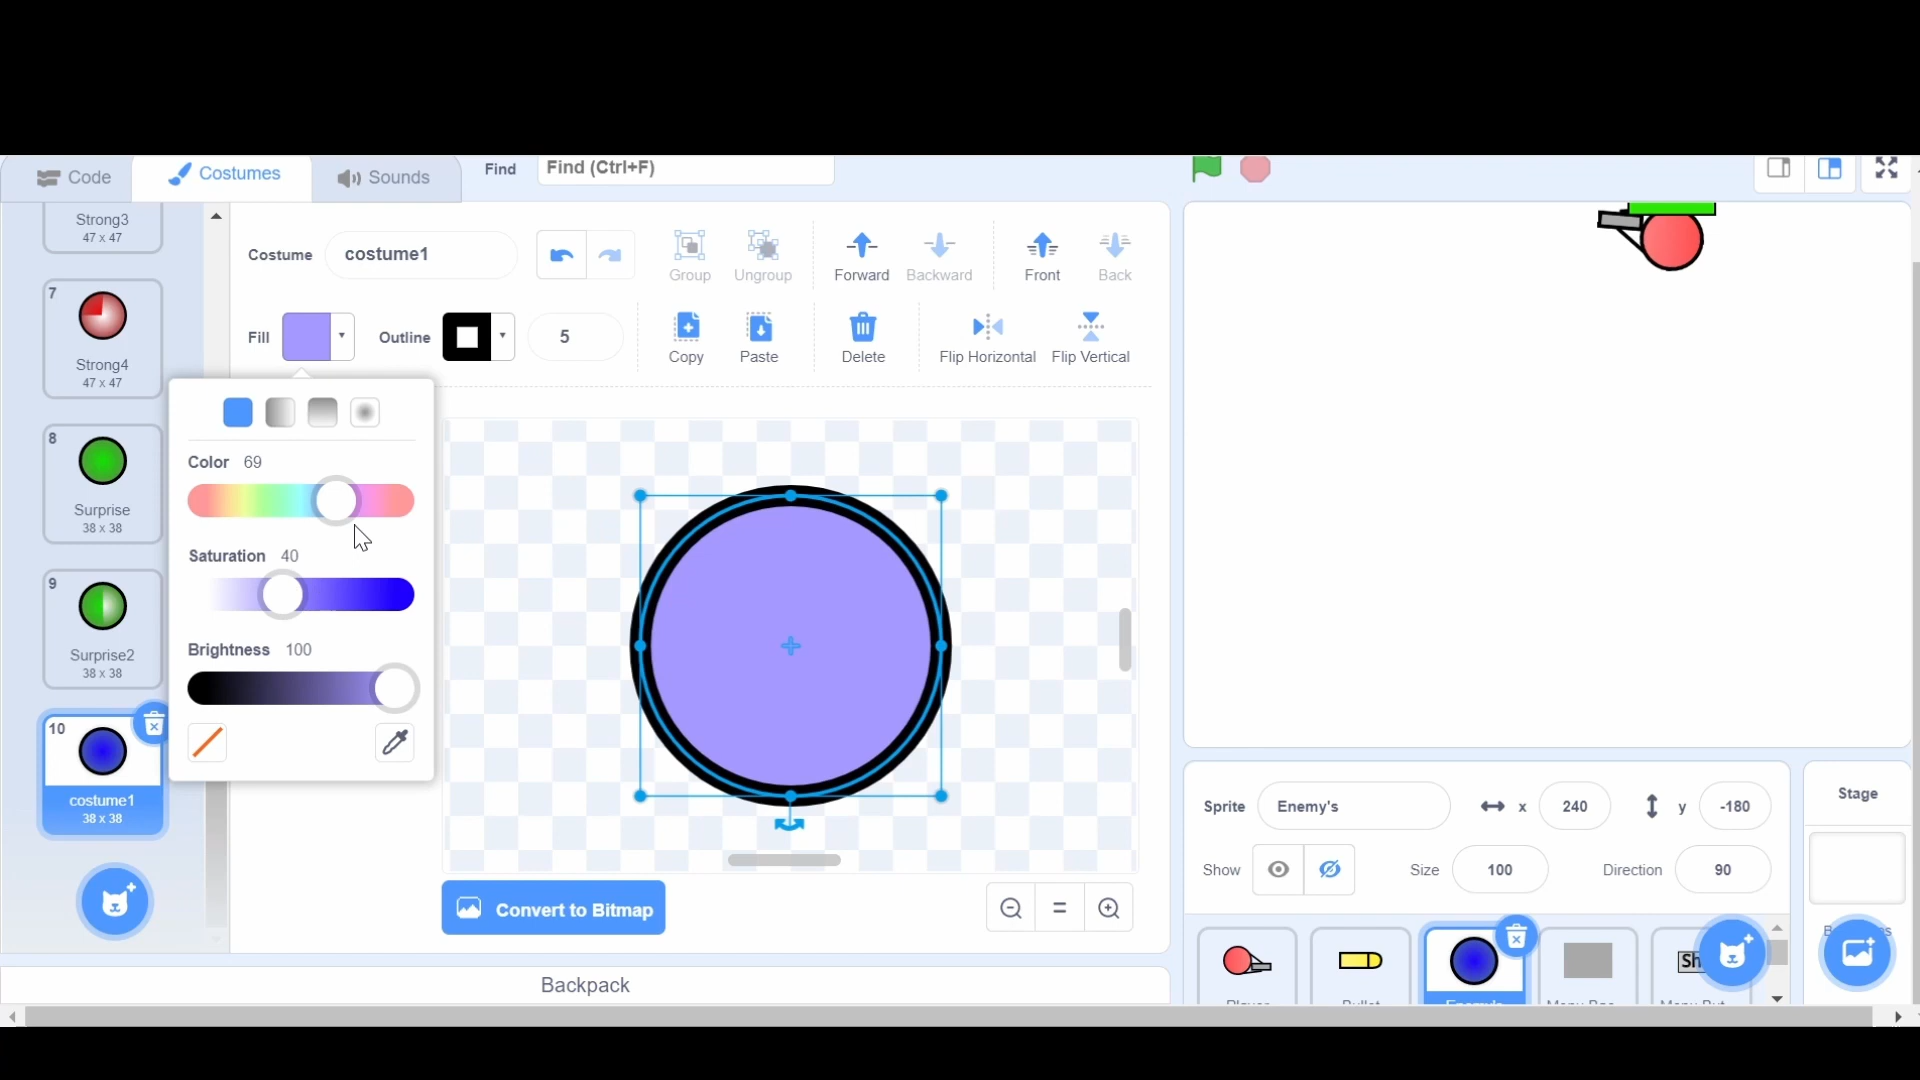 Code
Costumes
Sounds
Find
Find (Ctrl+F)
Strong3
47 x 47
7
Strong4
47 x 47
8
Surprise
38 x 38
9
Surprise2
38 x 38
10
costume1
38 x 38
Costume
costume1
Group
Ungroup
Forward
Backward
Front
Back
Fill
Outline
5
Copy
Paste
Delete
Flip Horizontal
Flip Vertical
Color 69
Saturation 40
Brightness 100
Convert to Bitmap
Backpack
Sprite
Enemy's
x
240
y
-180
Show
Size
100
Direction
90
Stage
Sh